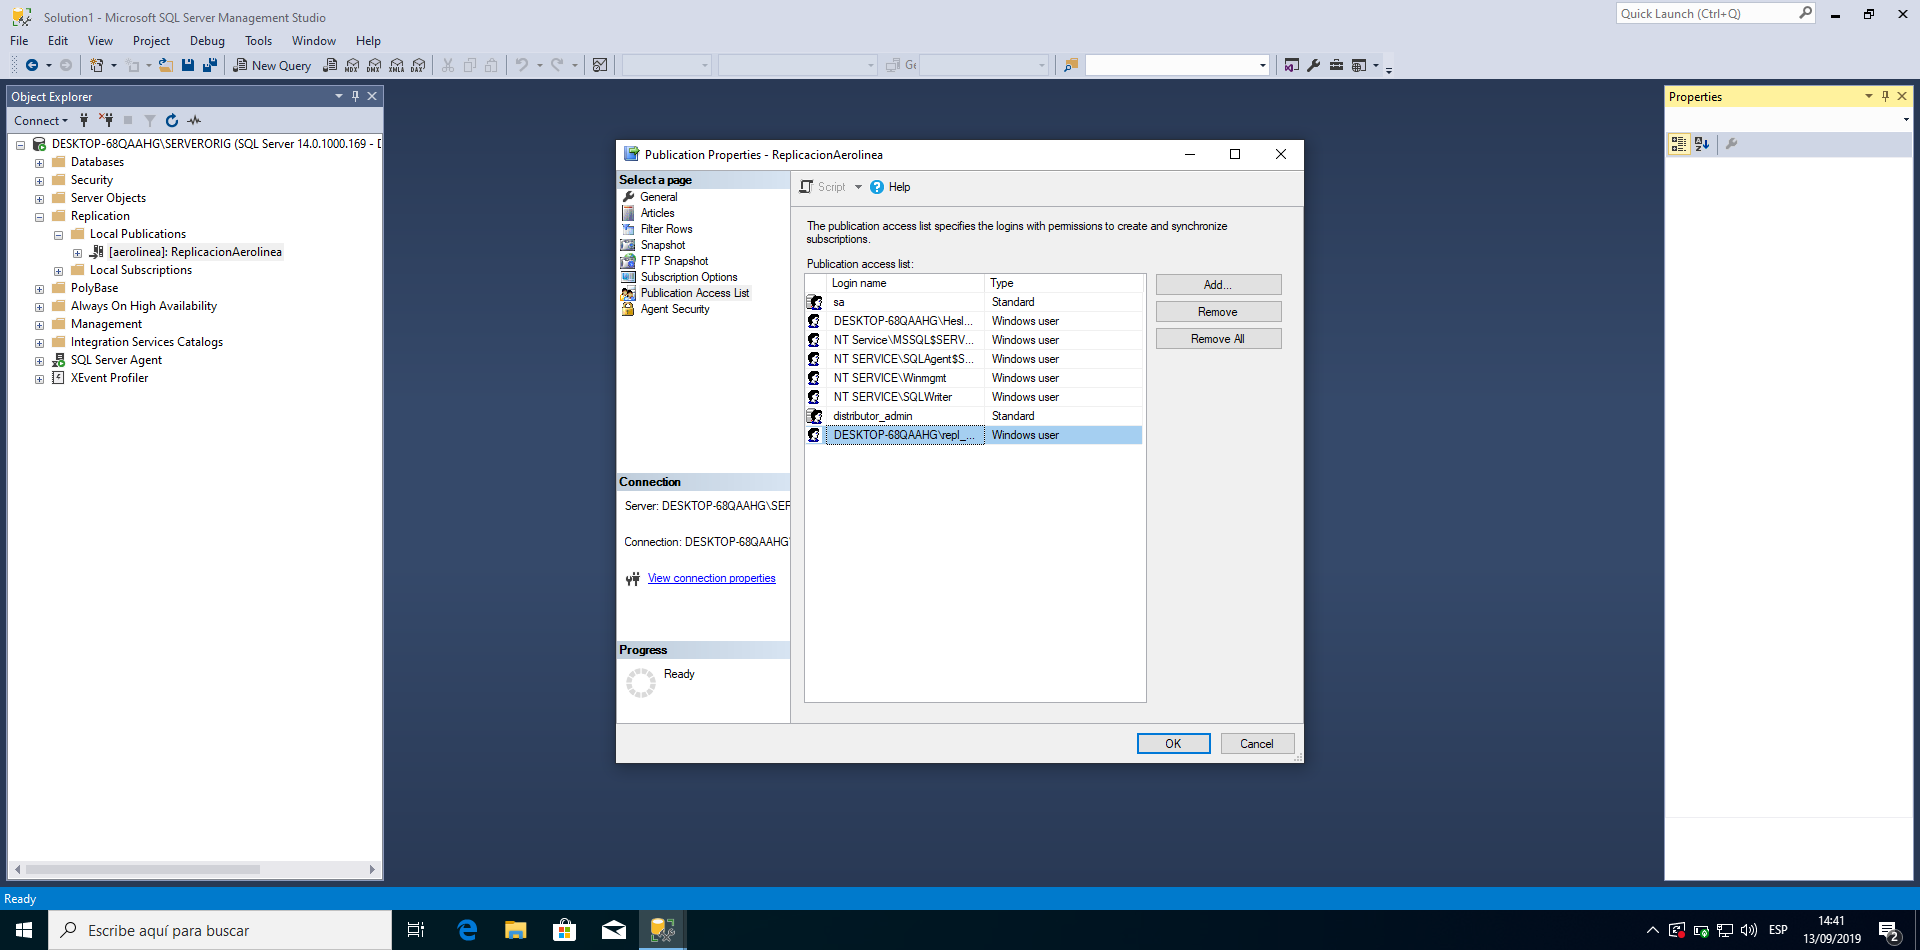 Solution1 - Microsoft SQL Server Management Studio
Quick Launch (Ctrl+Q)
File Edit View Project Debug Tools Window Help
New Query
MDX DMX XMLA DAX
Object Explorer
Connect
DESKTOP-68QAAHG\SERVERORIG (SQL Server 14.0.1000.169 - D
Databases
Security
Server Objects
Replication
Local Publications
[aerolinea]: ReplicacionAerolinea
Local Subscriptions
PolyBase
Always On High Availability
Management
Integration Services Catalogs
SQL Server Agent
XEvent Profiler
Publication Properties - ReplicacionAerolinea
Select a page
General
Articles
Filter Rows
Snapshot
FTP Snapshot
Subscription Options
Publication Access List
Agent Security
Connection
Server: DESKTOP-68QAAHG\SER
Connection: DESKTOP-68QAAHG\
View connection properties
Progress
Ready
Script
Help
The publication access list specifies the logins with permissions to create and synchronize
subscriptions.
Publication access list:
Login name Type
sa Standard
DESKTOP-68QAAHG\Hesl... Windows user
NT Service\MSSQL$SERV... Windows user
NT SERVICE\SQLAgent$S... Windows user
NT SERVICE\Winmgmt Windows user
NT SERVICE\SQLWriter Windows user
distributor_admin Standard
DESKTOP-68QAAHG\repl_... Windows user
Add...
Remove
Remove All
OK
Cancel
Properties
Ready
Escribe aquí para buscar
ESP
14:41
13/09/2019
2